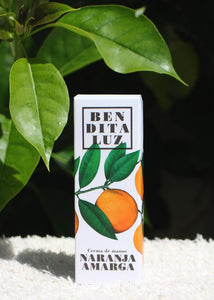 BEN
DITA
LUZ
Crema de manos
NARANJA
AMARGA